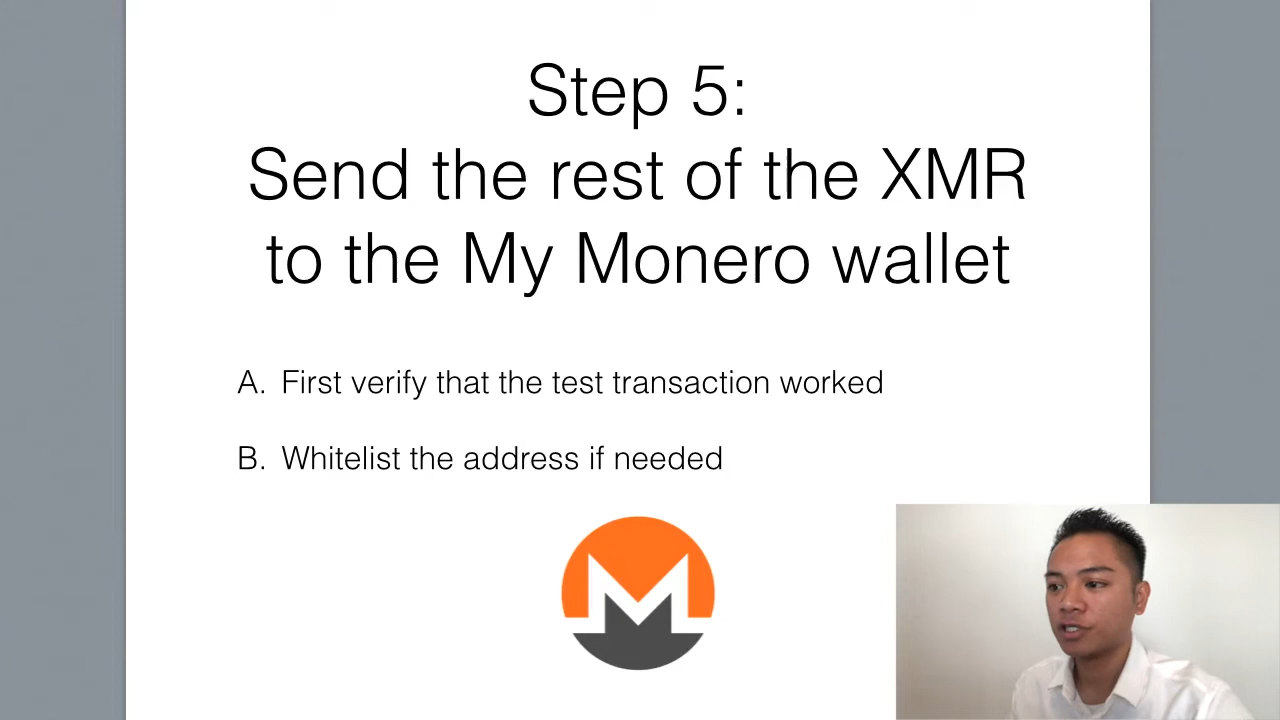 Step 5:
Send the rest of the XMR
to the My Monero wallet
A. First verify that the test transaction worked
B. Whitelist the address if needed